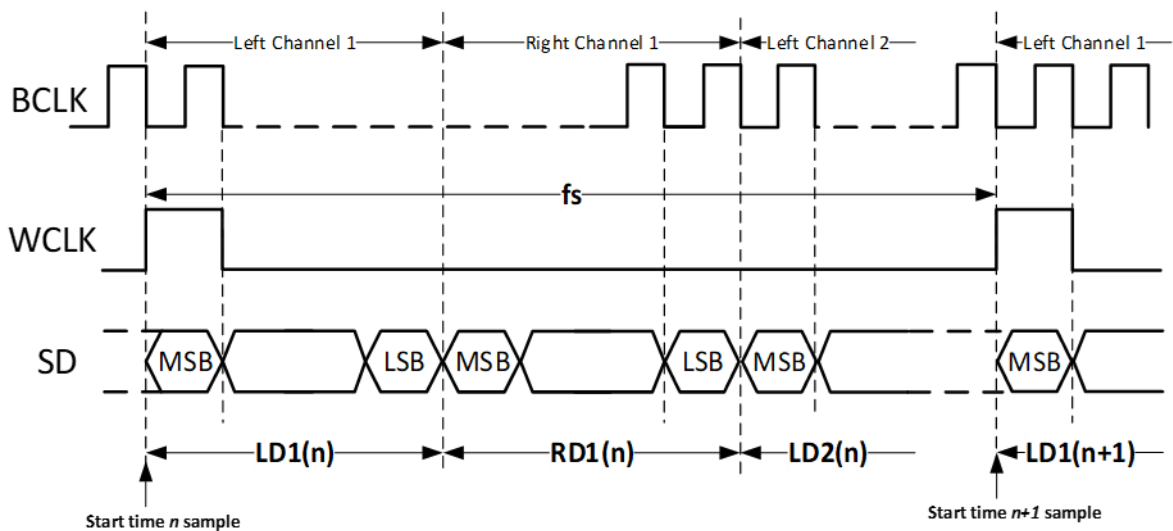 Left Channel 1
Right Channel 1
Left Channel 2
Left Channel 1
BCLK
fs
WCLK
SD
MSB
LSB
MSB
LSB
MSB
MSB
LD1(n)
RD1(n)
LD2(n)
LD1(n+1)
Start time n sample
Start time n+1 sample